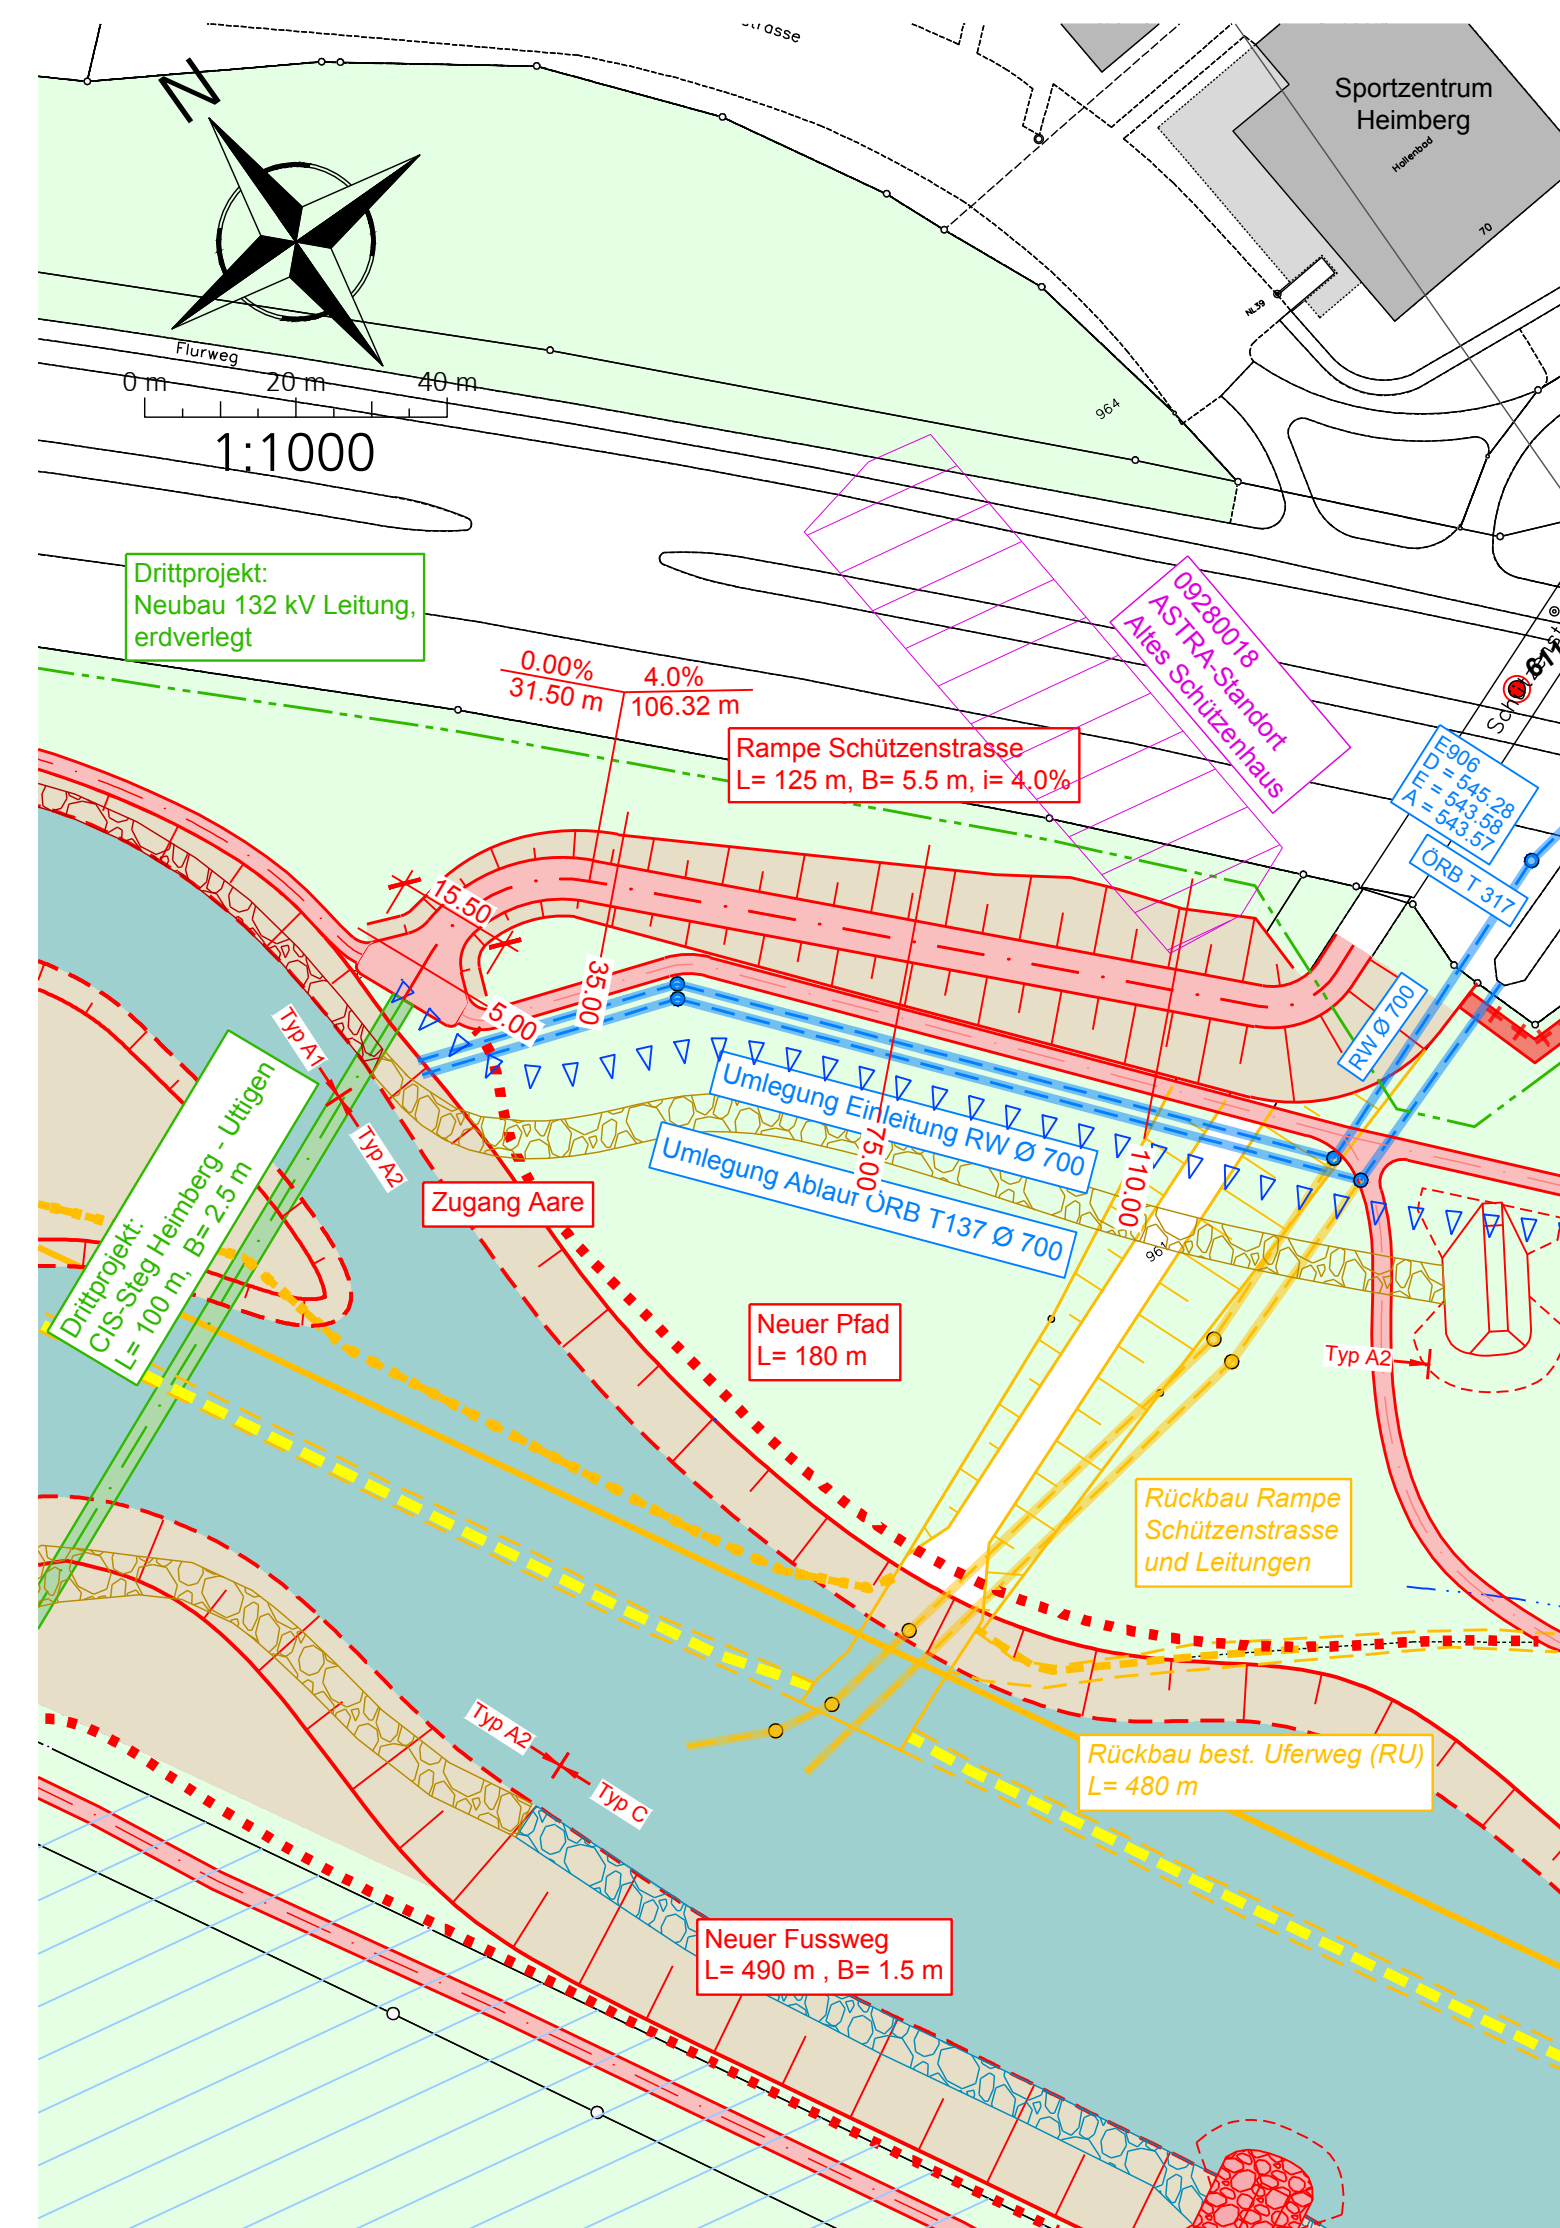 Sportzentrum
Heimberg
Hallenbad
70
NL39
N
Flurweg
0 m 20 m 40 m
1:1000
964
Drittprojekt:
Neubau 132 kV Leitung,
erdverlegt
0.00% 4.0%
31.50 m 106.32 m
09280018
ASTRA-Standort
Altes Schützenhaus
Rampe Schützenstrasse
L= 125 m, B= 5.5 m, i= 4.0%
E906
D = 545.28
E = 543.58
A = 543.57
ÖRB T 317
15.50
5.00
35.00
RW Ø 700
Typ A1
Typ A2
Umlegung Einleitung RW Ø 700
Umlegung Ablauf ÖRB T137 Ø 700
75.00
110.00
Drittprojekt:
CIS-Steg Heimberg - Uttigen
L= 100 m, B= 2.5 m
Zugang Aare
Neuer Pfad
L= 180 m
Typ A2
Rückbau Rampe
Schützenstrasse
und Leitungen
Typ A2
Typ C
Rückbau best. Uferweg (RU)
L= 480 m
Neuer Fussweg
L= 490 m , B= 1.5 m